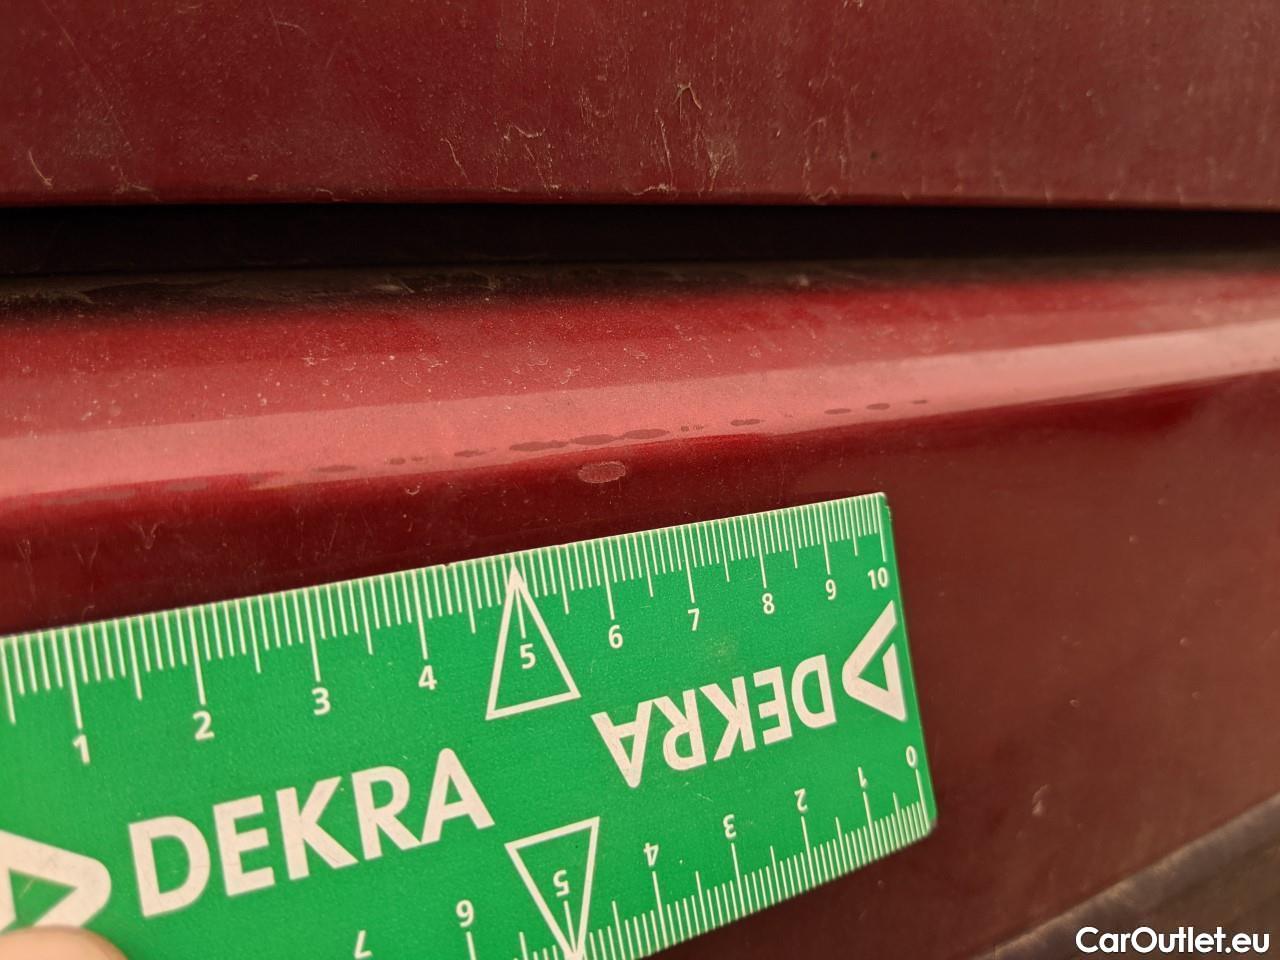 1 2 3 4 5 6 7 8 9 10
DEKRA
DEKRA
0 1 2 3 4 5 6 7
CarOutlet.eu